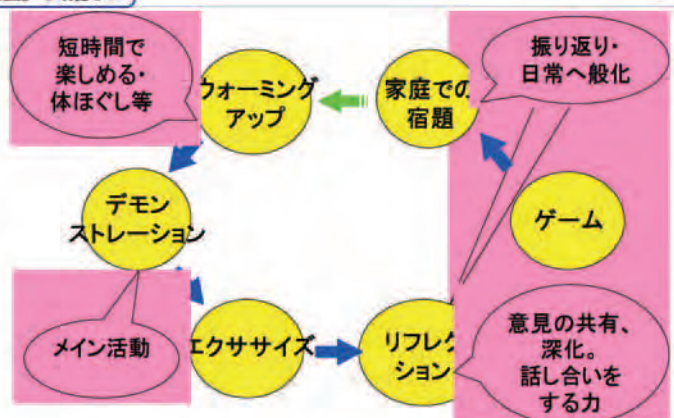 短時間で
楽しめる・
体ほぐし等
ウォーミング
アップ
家庭での
宿題
振り返り・
日常へ般化
デモン
ストレーション
ゲーム
メイン活動
エクササイズ
リフレク
ション
意見の共有、
深化。
話し合いを
する力